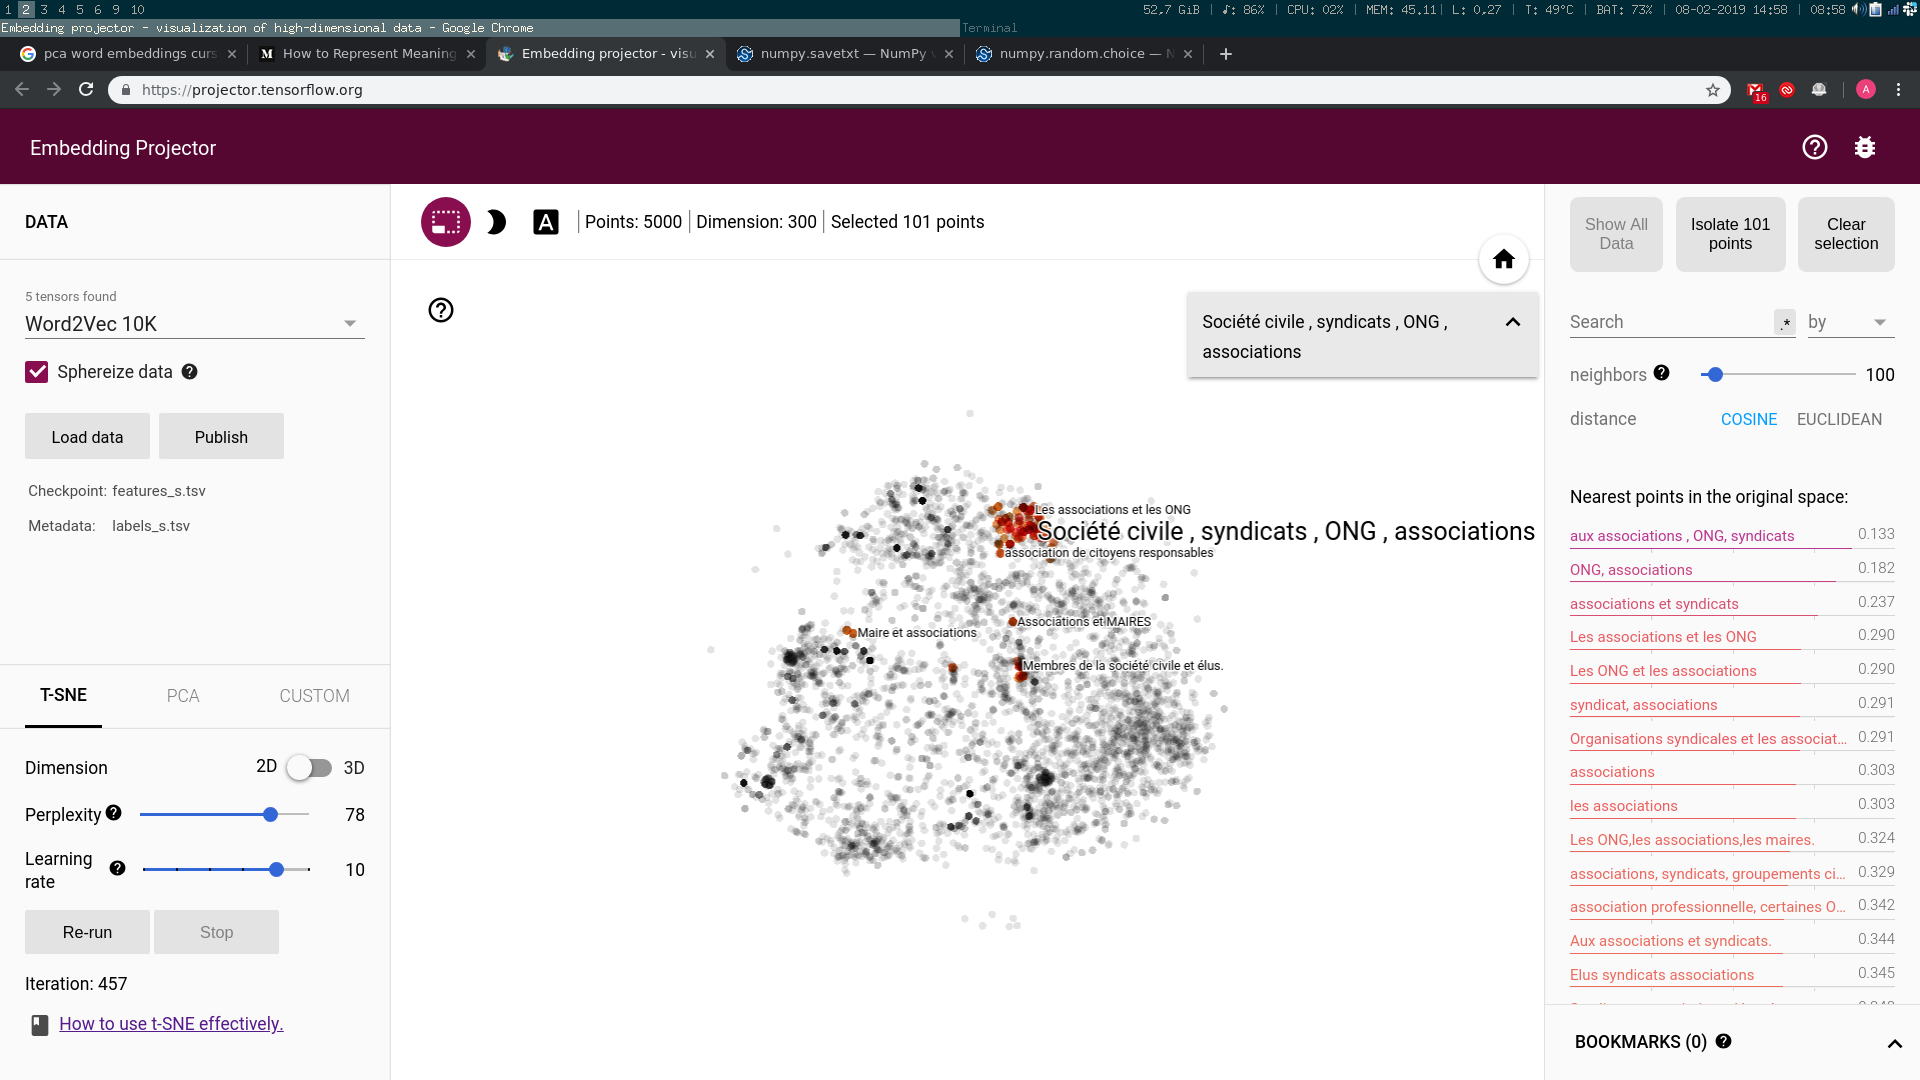 1 2 3 4 5 6 9 10
52,7 GiB | ♪: 86% | CPU: 02% | MEM: 45.11 | L: 0,27 | T: 49°C | BAT: 73% | 08-02-2019 14:58 | 08:58
Embedding projector - visualization of high-dimensional data - Google Chrome
Terminal
pca word embeddings curs
How to Represent Meaning
Embedding projector - visu
numpy.savetxt — NumPy
numpy.random.choice —
https://projector.tensorflow.org
16
A
Embedding Projector
DATA
5 tensors found
Word2Vec 10K
Sphereize data
Load data
Publish
Checkpoint: features_s.tsv
Metadata: labels_s.tsv
T-SNE
PCA
CUSTOM
Dimension 2D 3D
Perplexity 78
Learning
rate
10
Re-run
Stop
Iteration: 457
How to use t-SNE effectively.
A
Points: 5000 | Dimension: 300 | Selected 101 points
Société civile , syndicats , ONG ,
associations
Les associations et les ONG
Société civile , syndicats , ONG , associations
association de citoyens responsables
Associations et MAIRES
Maire et associations
Membres de la société civile et élus.
Show All
Data
Isolate 101
points
Clear
selection
Search .* by
neighbors 100
distance COSINE EUCLIDEAN
Nearest points in the original space:
aux associations , ONG, syndicats 0.133
ONG, associations 0.182
associations et syndicats 0.237
Les associations et les ONG 0.290
Les ONG et les associations 0.290
syndicat, associations 0.291
Organisations syndicales et les associat... 0.291
associations 0.303
les associations 0.303
Les ONG,les associations,les maires. 0.324
associations, syndicats, groupements ci... 0.329
association professionnelle, certaines O... 0.342
Aux associations et syndicats. 0.344
Elus syndicats associations 0.345
BOOKMARKS (0)